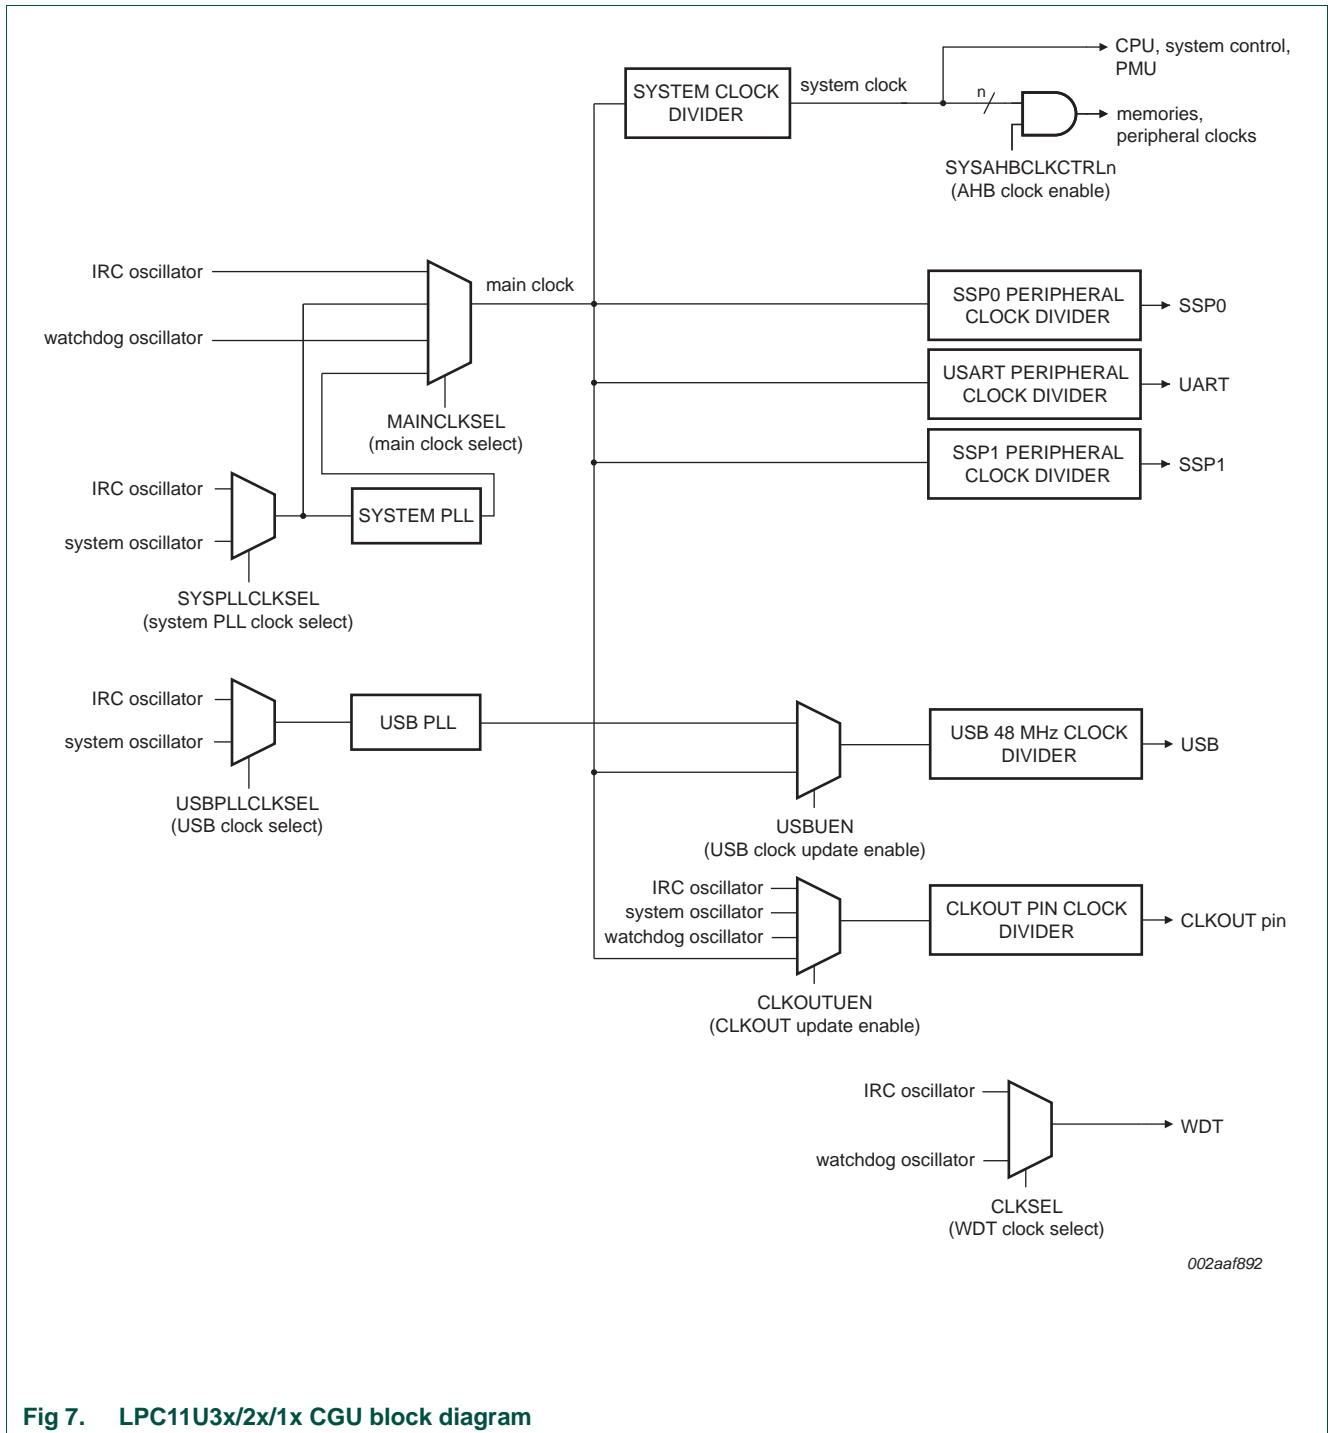 CPU, system control,
PMU
SYSTEM CLOCK
DIVIDER
system clock
n
memories,
peripheral clocks
SYSAHBCLKCTRLn
(AHB clock enable)
IRC oscillator
main clock
watchdog oscillator
MAINCLKSEL
(main clock select)
SSP0 PERIPHERAL
CLOCK DIVIDER
SSP0
USART PERIPHERAL
CLOCK DIVIDER
UART
SSP1 PERIPHERAL
CLOCK DIVIDER
SSP1
IRC oscillator
system oscillator
SYSTEM PLL
SYSPLLCLKSEL
(system PLL clock select)
IRC oscillator
system oscillator
USB PLL
USBPLLCLKSEL
(USB clock select)
USB 48 MHz CLOCK
DIVIDER
USB
USBUEN
(USB clock update enable)
IRC oscillator
system oscillator
watchdog oscillator
CLKOUT PIN CLOCK
DIVIDER
CLKOUT pin
CLKOUTUEN
(CLKOUT update enable)
IRC oscillator
watchdog oscillator
WDT
CLKSEL
(WDT clock select)
002aaf892
Fig 7. LPC11U3x/2x/1x CGU block diagram